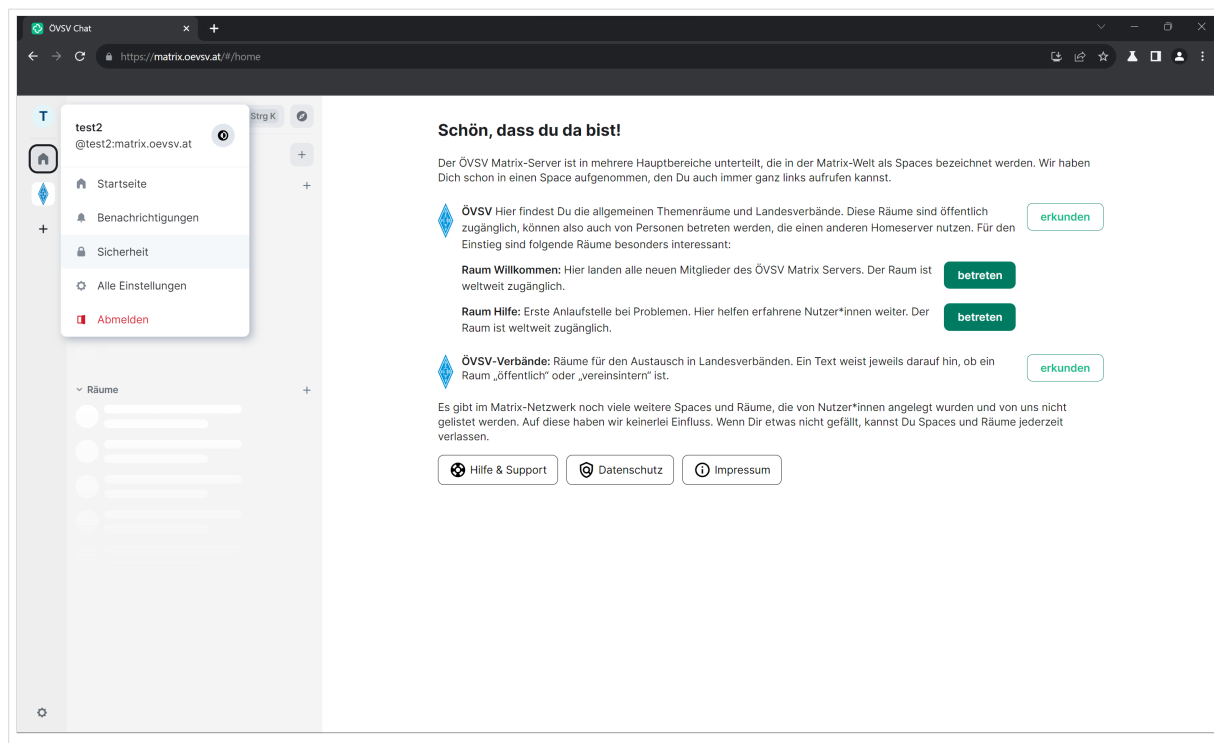 ÖVSV Chat
https://matrix.oevsv.at/#/home
T
Strg K
test2
@test2:matrix.oevsv.at
Startseite
Benachrichtigungen
Sicherheit
Alle Einstellungen
Abmelden
Räume
Schön, dass du da bist!
Der ÖVSV Matrix-Server ist in mehrere Hauptbereiche unterteilt, die in der Matrix-Welt als Spaces bezeichnet werden. Wir haben
Dich schon in einen Space aufgenommen, den Du auch immer ganz links aufrufen kannst.
ÖVSV Hier findest Du die allgemeinen Themenräume und Landesverbände. Diese Räume sind öffentlich
zugänglich, können also auch von Personen betreten werden, die einen anderen Homeserver nutzen. Für den
Einstieg sind folgende Räume besonders interessant:
erkunden
Raum Willkommen: Hier landen alle neuen Mitglieder des ÖVSV Matrix Servers. Der Raum ist
weltweit zugänglich.
betreten
Raum Hilfe: Erste Anlaufstelle bei Problemen. Hier helfen erfahrene Nutzer*innen weiter. Der
Raum ist weltweit zugänglich.
betreten
ÖVSV-Verbände: Räume für den Austausch in Landesverbänden. Ein Text weist jeweils darauf hin, ob ein
Raum „öffentlich“ oder „vereinsintern“ ist.
erkunden
Es gibt im Matrix-Netzwerk noch viele weitere Spaces und Räume, die von Nutzer*innen angelegt wurden und von uns nicht
gelistet werden. Auf diese haben wir keinerlei Einfluss. Wenn Dir etwas nicht gefällt, kannst Du Spaces und Räume jederzeit
verlassen.
Hilfe & Support
Datenschutz
Impressum